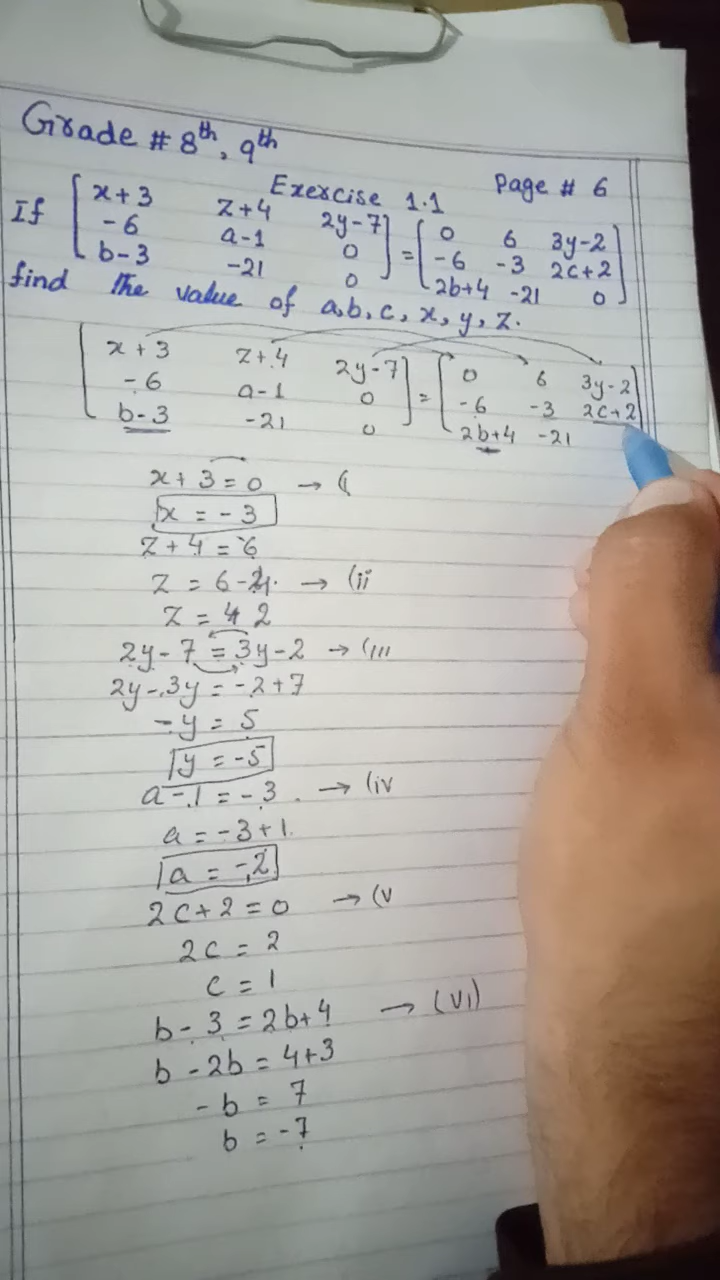 Grade # 8th, 9th
Exercise 1.1 Page # 6
If [x+3 z+4 2y-7] = [0 6 3y-2]
-6 a-1 0 -6 -3 2c+2
b-3 -21 0 2b+4 -21 0
find the value of a,b,c,x,y,z.
[x+3 z+4 2y-7] = [0 6 3y-2]
-6 a-1 0 -6 -3 2c+2
b-3 -21 0 2b+4 -21
x+3=0 → (i
x = -3
z+4 = 6
z = 6-4 → (ii
z = 2
2y-7 = 3y-2 → (iii
2y-3y = -2+7
-y = 5
y = -5
a-1 = -3 → (iv
a = -3+1
a = -2
2c+2 = 0 → (v
2c = 2
c = 1
b-3 = 2b+4 → (vi)
b-2b = 4+3
-b = 7
b = -7